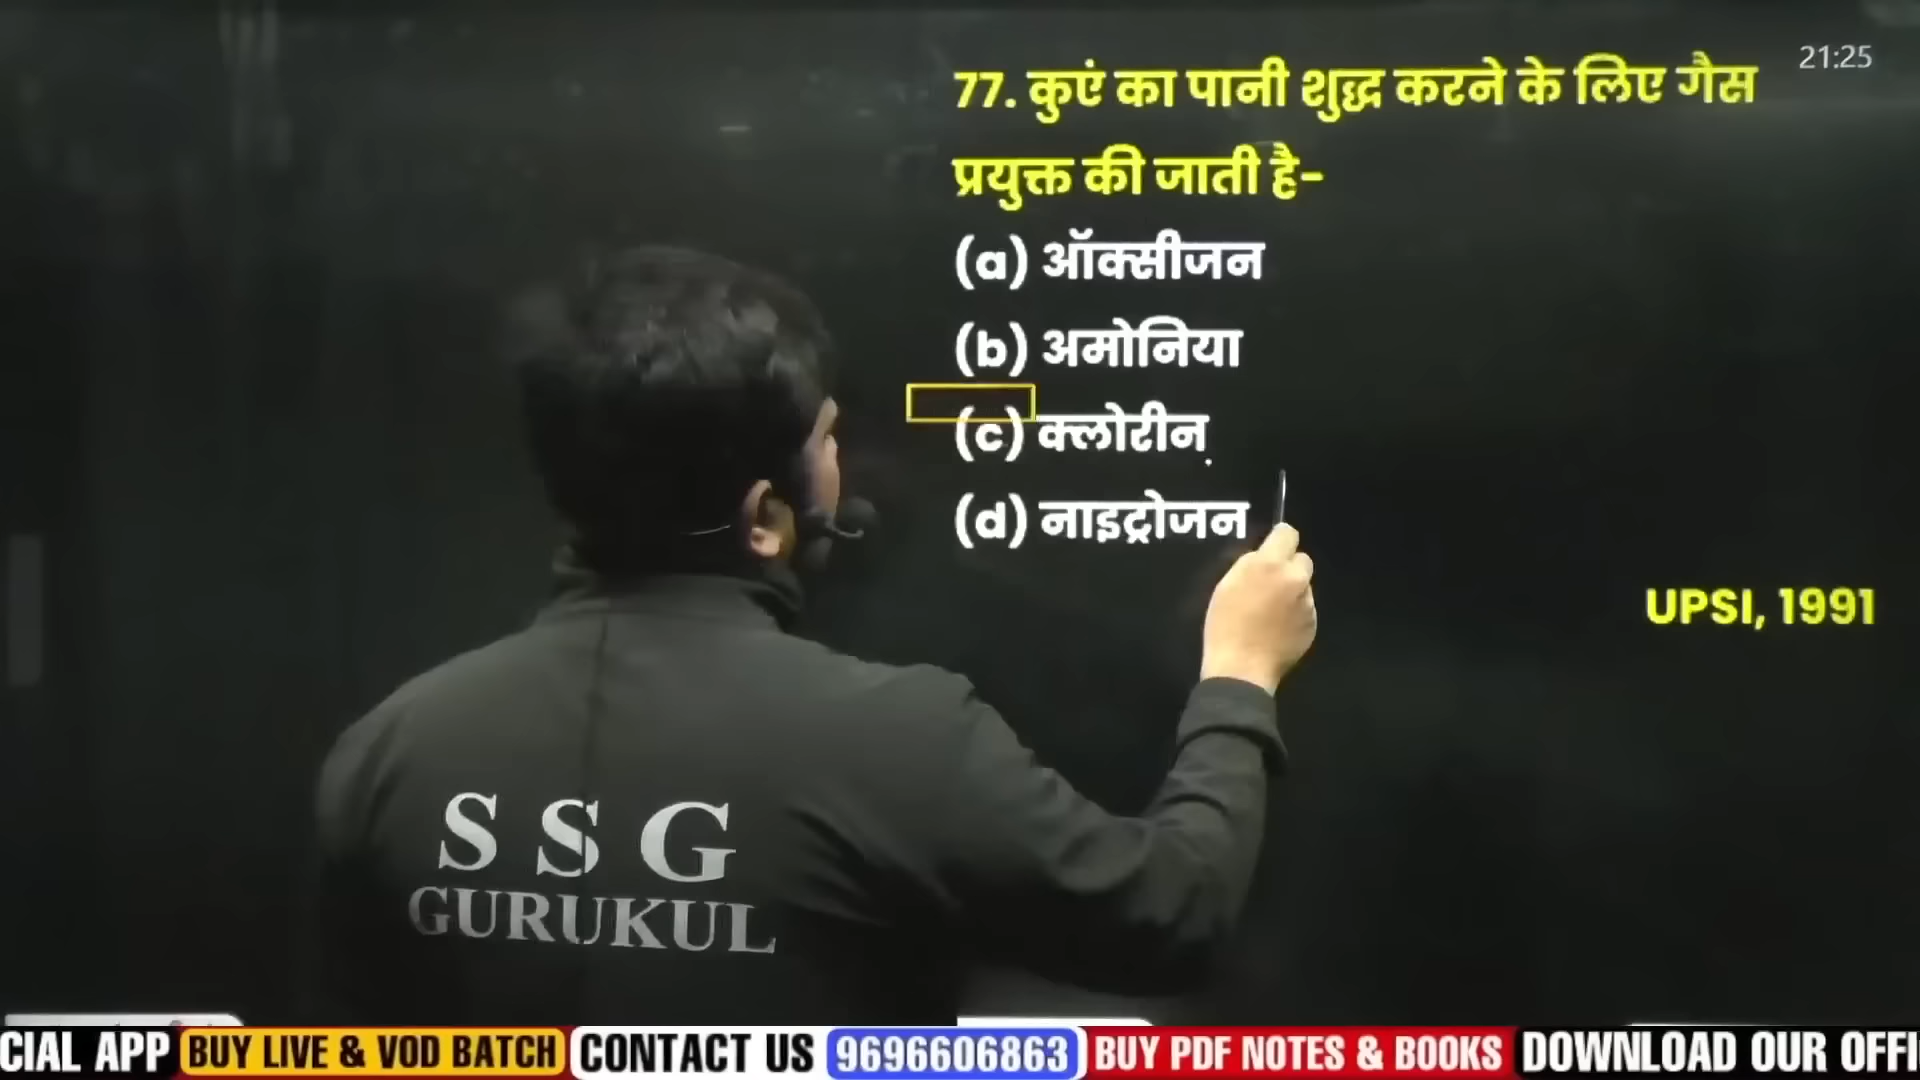 21:25
77. कुएं का पानी शुद्ध करने के लिए गैस
प्रयुक्त की जाती है-
(a) ऑक्सीजन
(b) अमोनिया
(c) क्लोरीन
(d) नाइट्रोजन
UPSI, 1991
S S G
GURUKUL
CIAL APP BUY LIVE & VOD BATCH CONTACT US 9696606863 BUY PDF NOTES & BOOKS DOWNLOAD OUR OFFI